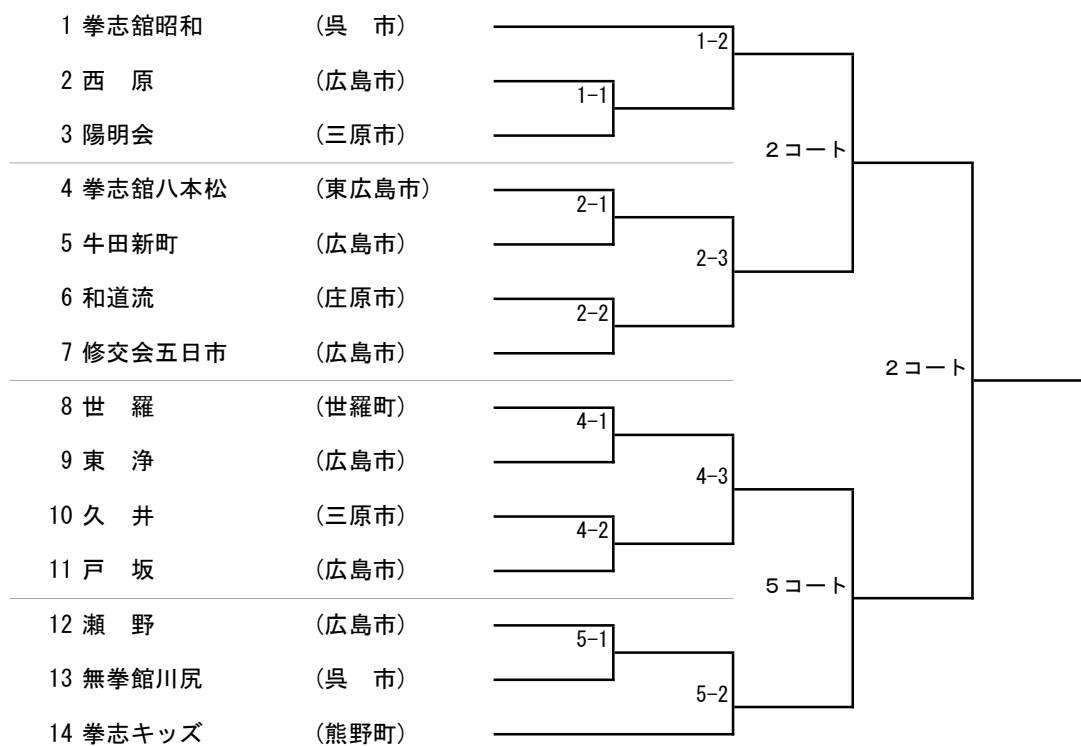 1 拳志舘昭和 (呉　市)
1-2
2 西　原 (広島市)
1-1
3 陽明会 (三原市)
2コート
4 拳志舘八本松 (東広島市)
2-1
5 牛田新町 (広島市)
2-3
6 和道流 (庄原市)
2-2
7 修交会五日市 (広島市)
2コート
8 世　羅 (世羅町)
4-1
9 東　浄 (広島市)
4-3
10 久　井 (三原市)
4-2
11 戸　坂 (広島市)
5コート
12 瀬　野 (広島市)
5-1
13 無拳館川尻 (呉　市)
5-2
14 拳志キッズ (熊野町)